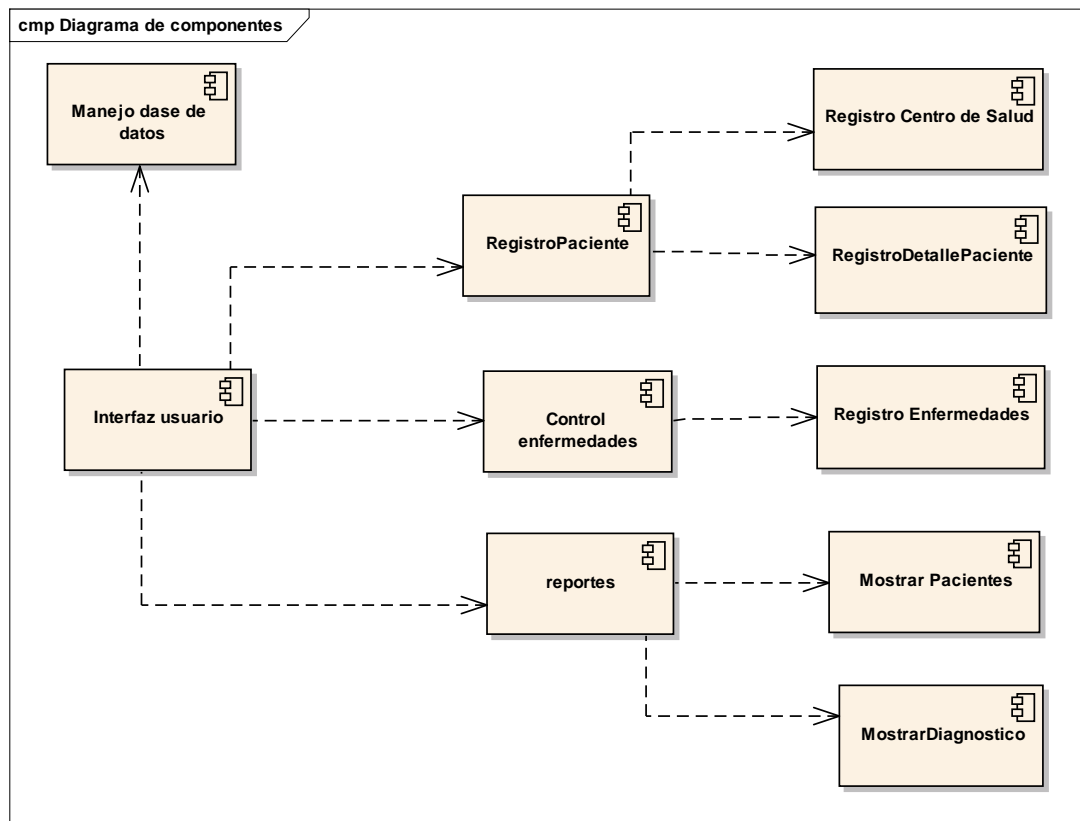 cmp Diagrama de componentes
Manejo dase de
datos
Registro Centro de Salud
RegistroPaciente
RegistroDetallePaciente
Interfaz usuario
Control
enfermedades
Registro Enfermedades
reportes
Mostrar Pacientes
MostrarDiagnostico